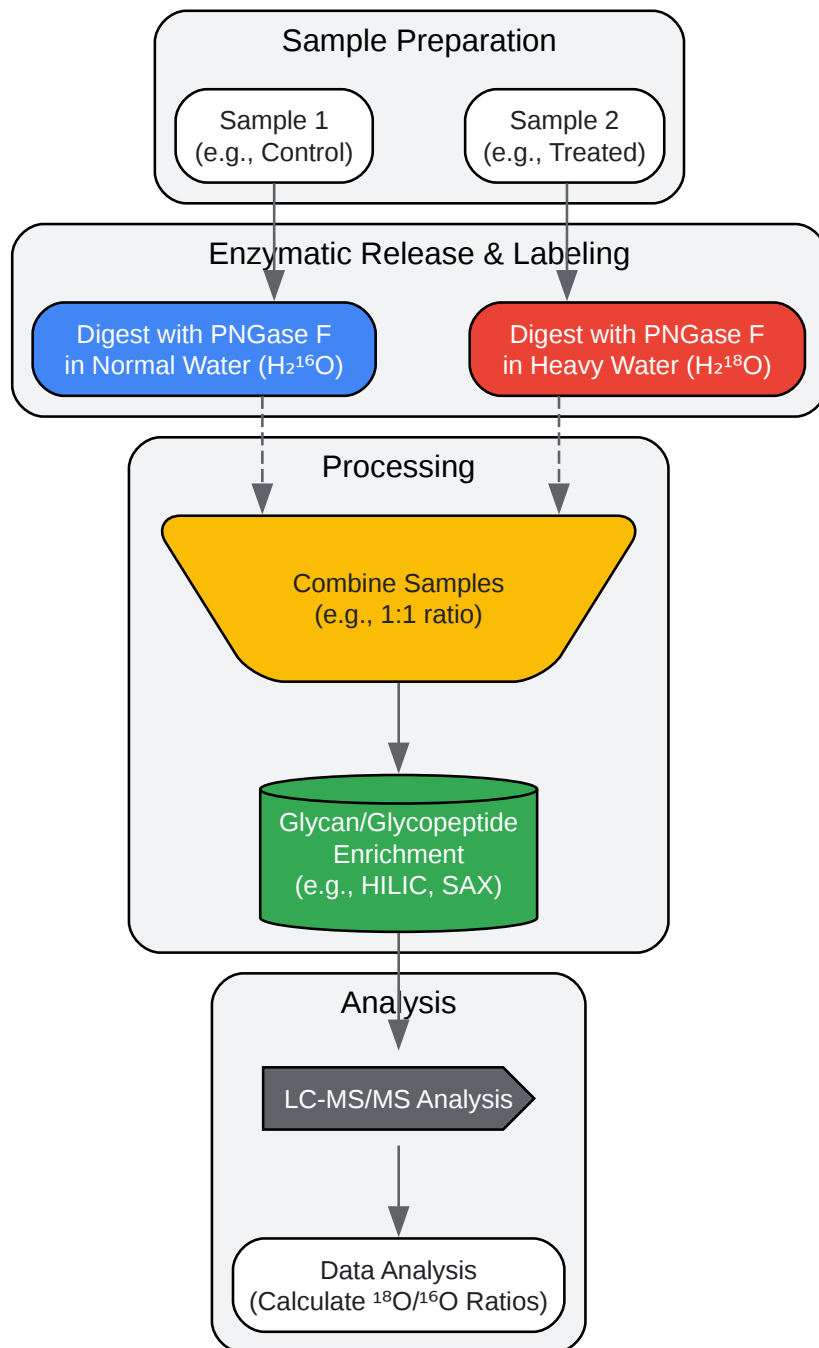 Sample Preparation
Sample 1
(e.g., Control)
Sample 2
(e.g., Treated)
Enzymatic Release & Labeling
Digest with PNGase F
in Normal Water (H₂¹⁶O)
Digest with PNGase F
in Heavy Water (H₂¹⁸O)
Processing
Combine Samples
(e.g., 1:1 ratio)
Glycan/Glycopeptide
Enrichment
(e.g., HILIC, SAX)
Analysis
LC-MS/MS Analysis
Data Analysis
(Calculate ¹⁸O/¹⁶O Ratios)